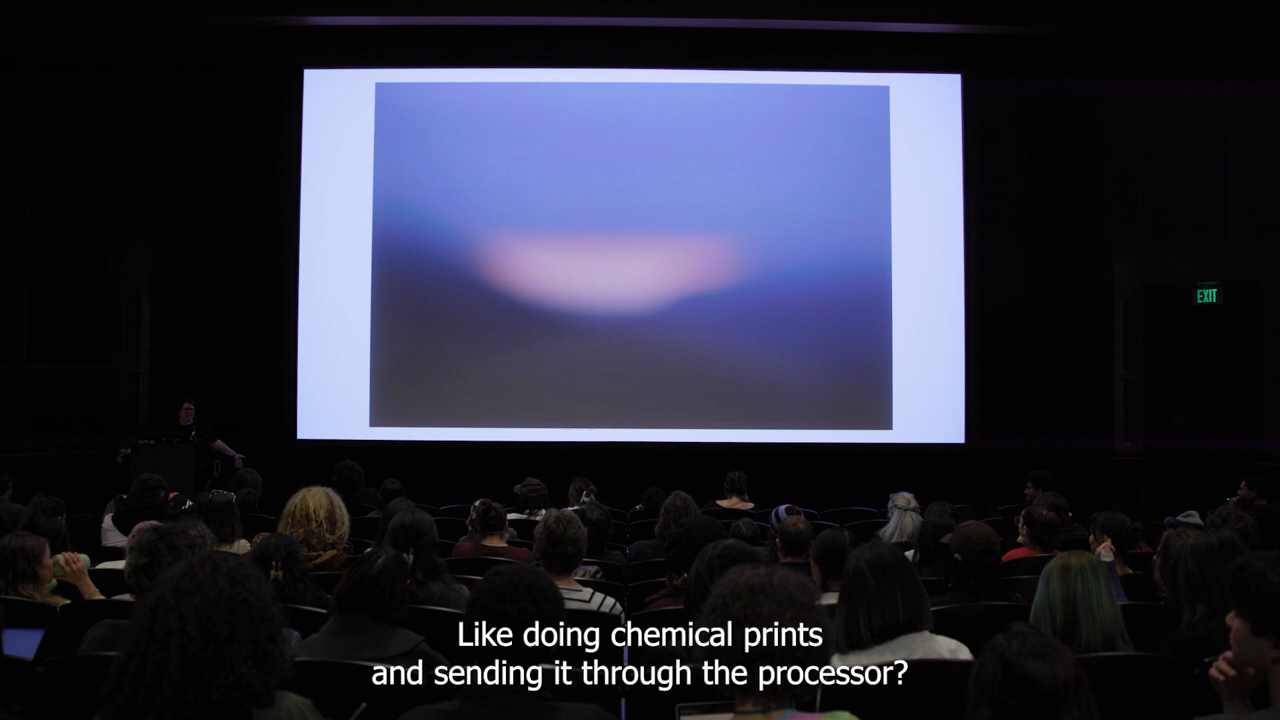 EXIT
Like doing chemical prints
and sending it through the processor?